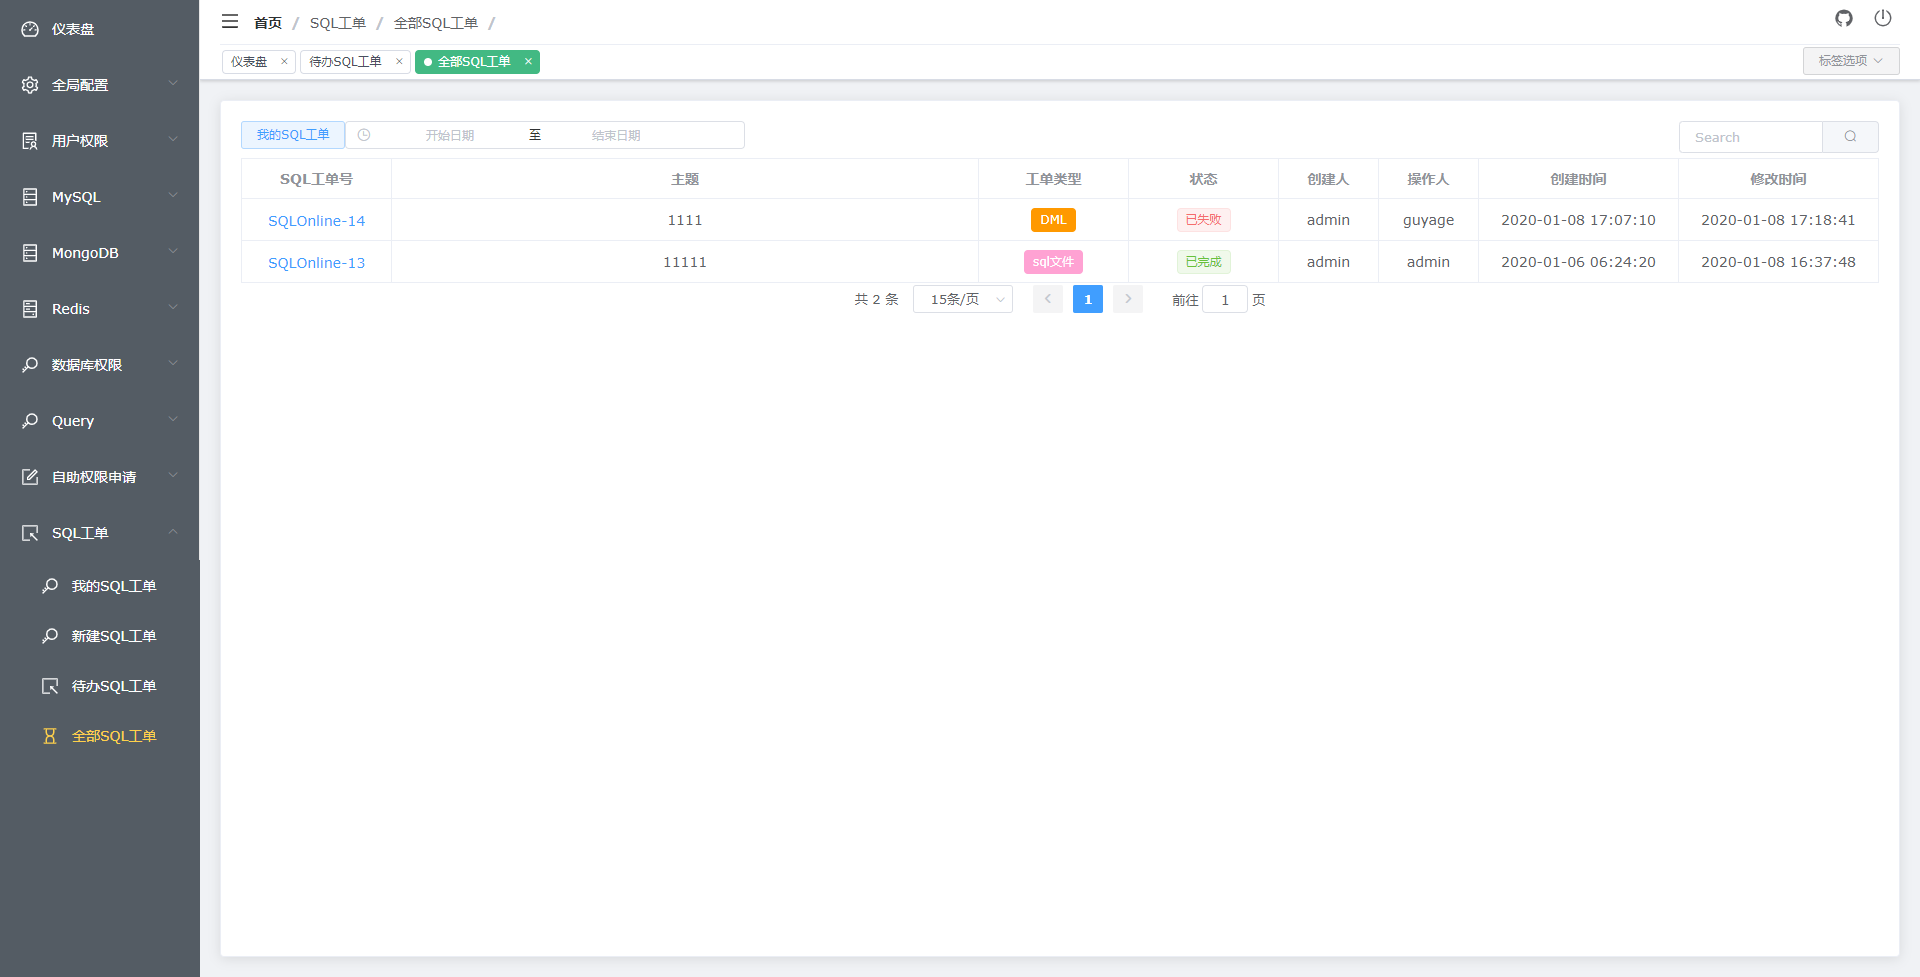 仪表盘
全局配置
用户权限
MySQL
MongoDB
Redis
数据库权限
Query
自助权限申请
SQL工单
我的SQL工单
新建SQL工单
待办SQL工单
全部SQL工单
首页 / SQL工单 / 全部SQL工单 /
仪表盘 × 待办SQL工单 × 全部SQL工单 × 标签选项
我的SQL工单 开始日期 至 结束日期 Search
SQL工单号 主题 工单类型 状态 创建人 操作人 创建时间 修改时间
SQLOnline-14 1111 DML 已失败 admin guyage 2020-01-08 17:07:10 2020-01-08 17:18:41
SQLOnline-13 11111 sql文件 已完成 admin admin 2020-01-06 06:24:20 2020-01-08 16:37:48
共 2 条 15条/页 1 前往 1 页